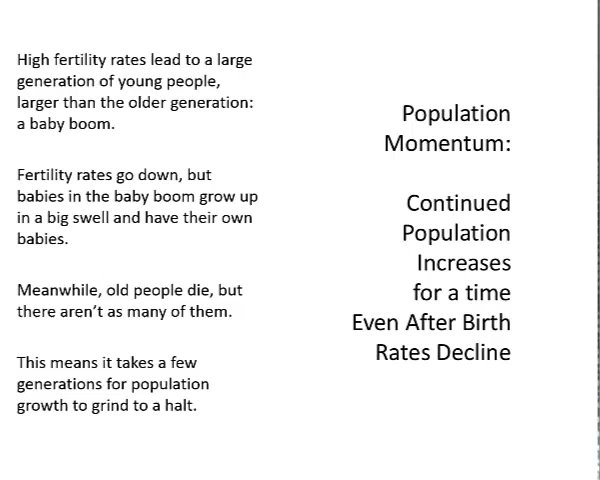 High fertility rates lead to a large
generation of young people,
larger than the older generation:
a baby boom.
Fertility rates go down, but
babies in the baby boom grow up
in a big swell and have their own
babies.
Meanwhile, old people die, but
there aren't as many of them.
This means it takes a few
generations for population
growth to grind to a halt.
Population
Momentum:
Continued
Population
Increases
for a time
Even After Birth
Rates Decline